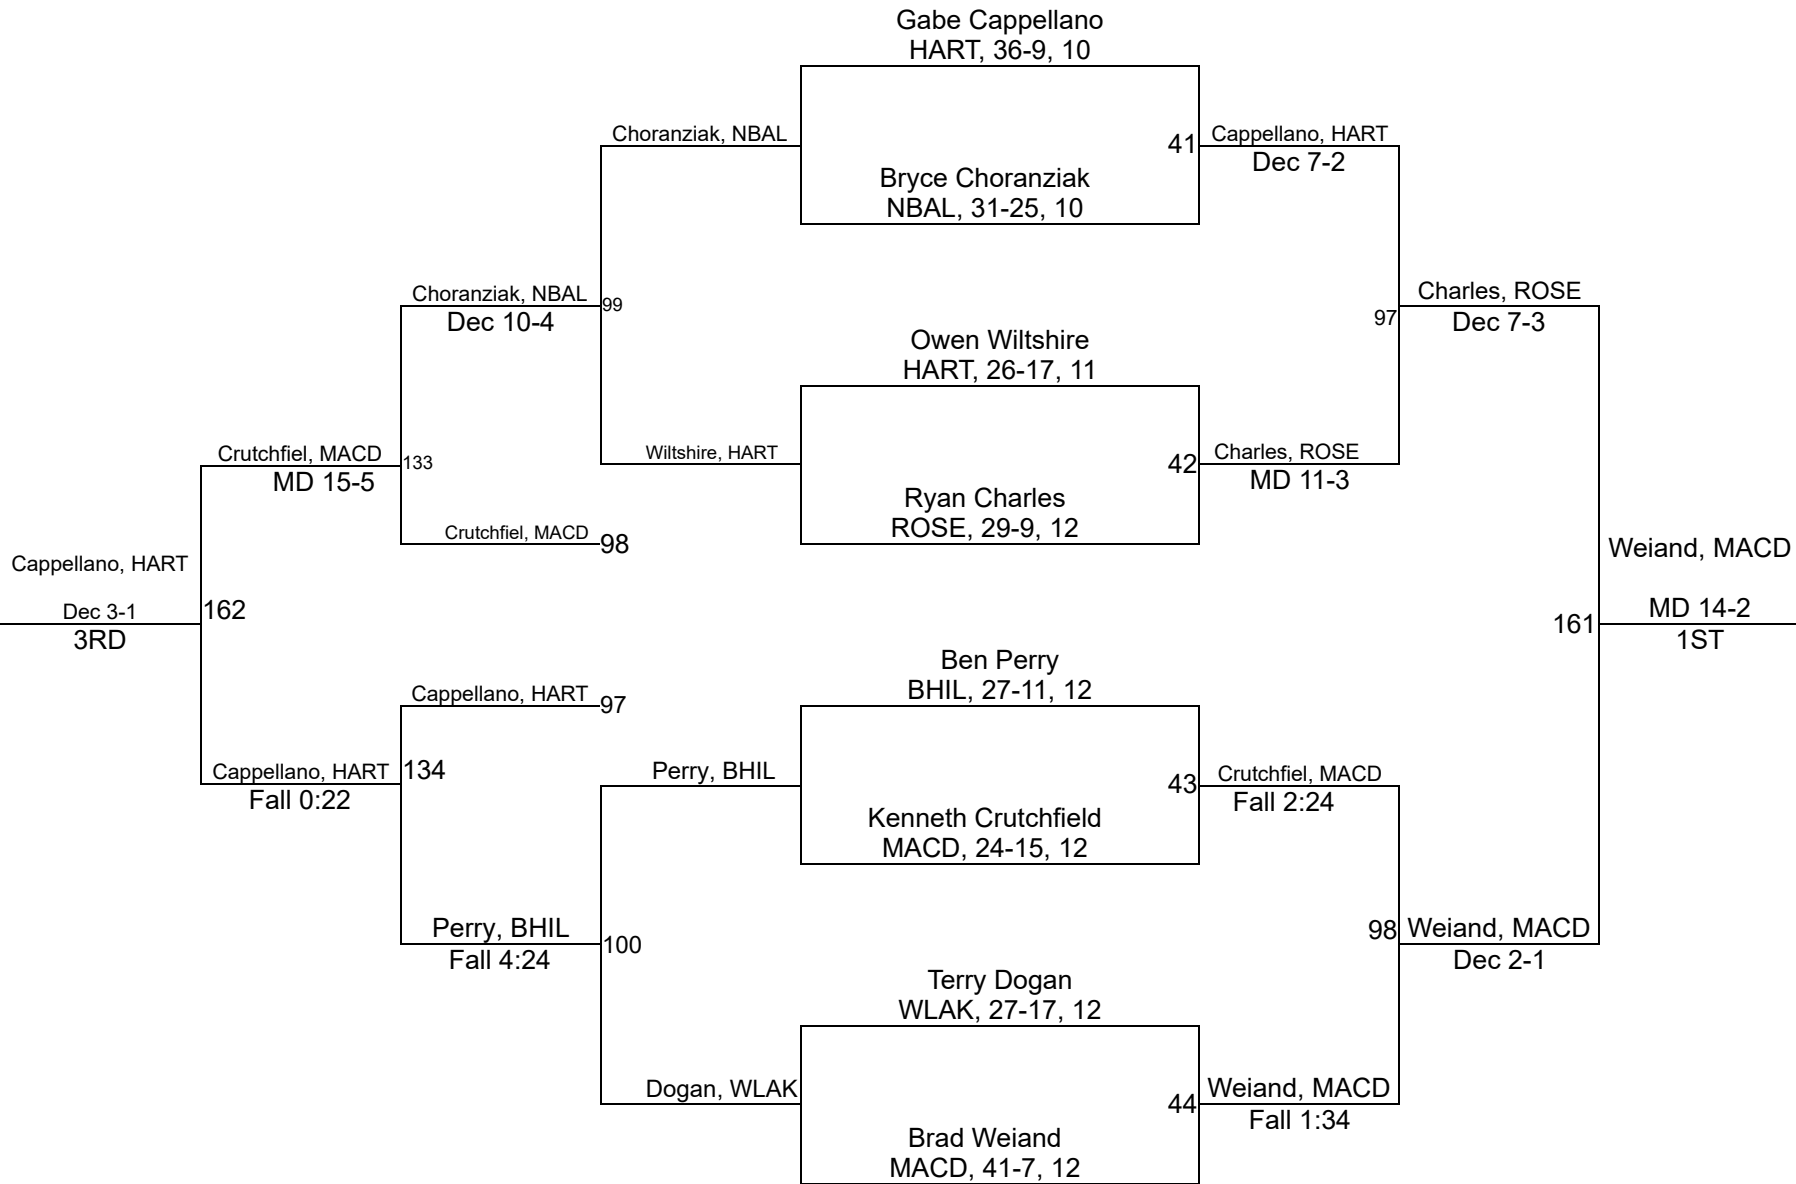 Gabe Cappellano
HART, 36-9, 10
Choranziak, NBAL
41
Cappellano, HART
Dec 7-2
Bryce Choranziak
NBAL, 31-25, 10
Choranziak, NBAL
99
Dec 10-4
97
Charles, ROSE
Dec 7-3
Owen Wiltshire
HART, 26-17, 11
Crutchfiel, MACD
133
MD 15-5
Wiltshire, HART
42
Charles, ROSE
MD 11-3
Ryan Charles
ROSE, 29-9, 12
Crutchfiel, MACD
98
Cappellano, HART
Dec 3-1
162
3RD
Weiand, MACD
161
MD 14-2
1ST
Ben Perry
BHIL, 27-11, 12
Cappellano, HART
97
Cappellano, HART
134
Fall 0:22
Perry, BHIL
43
Crutchfiel, MACD
Fall 2:24
Kenneth Crutchfield
MACD, 24-15, 12
Perry, BHIL
100
Fall 4:24
98
Weiand, MACD
Dec 2-1
Terry Dogan
WLAK, 27-17, 12
Dogan, WLAK
44
Weiand, MACD
Fall 1:34
Brad Weiand
MACD, 41-7, 12